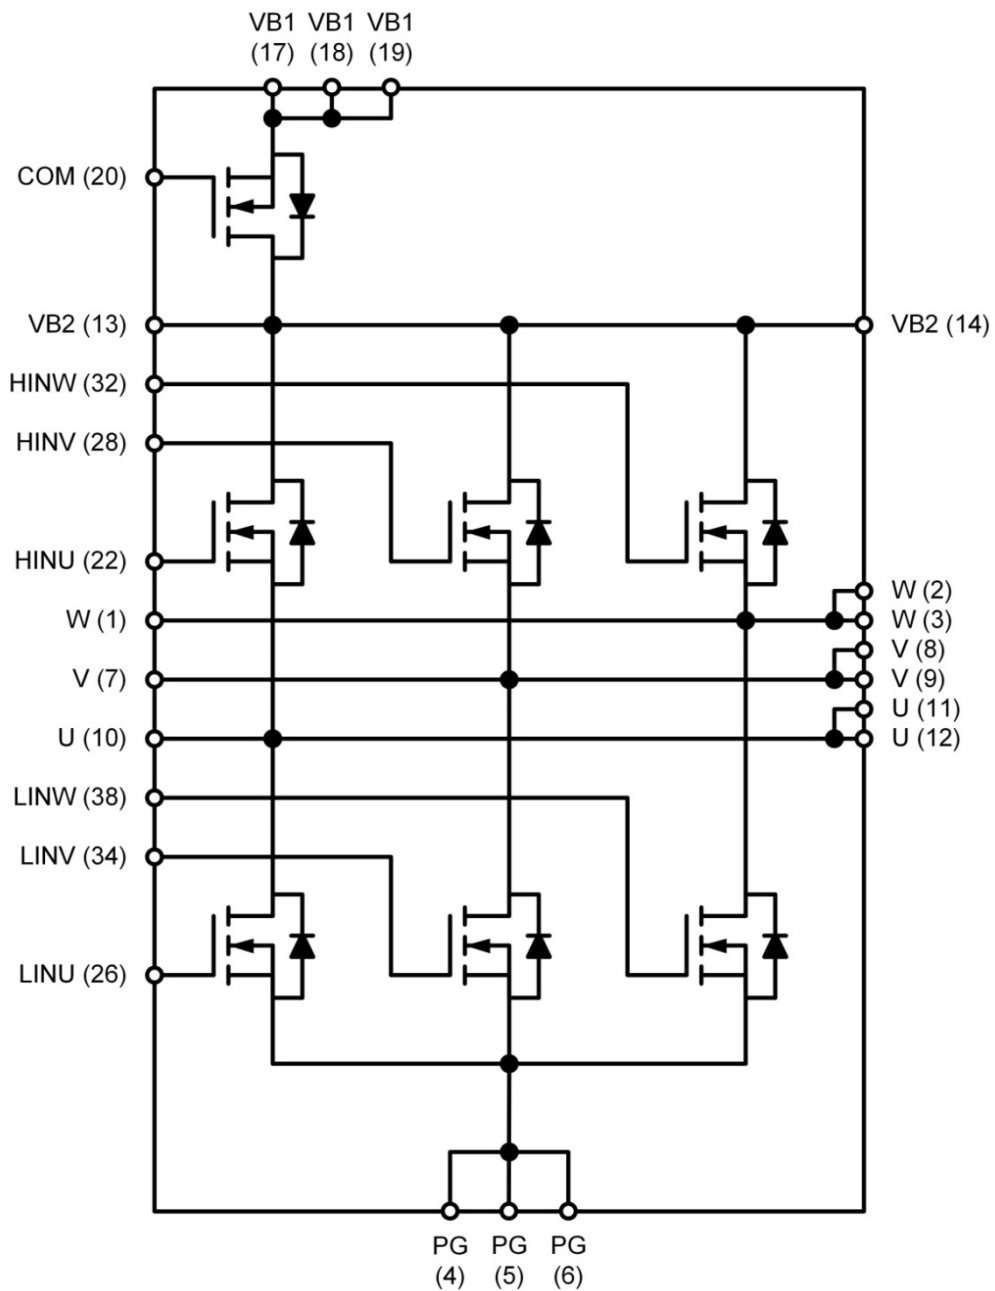 VB1 VB1 VB1
(17) (18) (19)
COM (20)
VB2 (13)
VB2 (14)
HINW (32)
HINV (28)
HINU (22)
W (2)
W (1)
W (3)
V (8)
V (7)
V (9)
U (11)
U (10)
U (12)
LINW (38)
LINV (34)
LINU (26)
PG PG PG
(4) (5) (6)